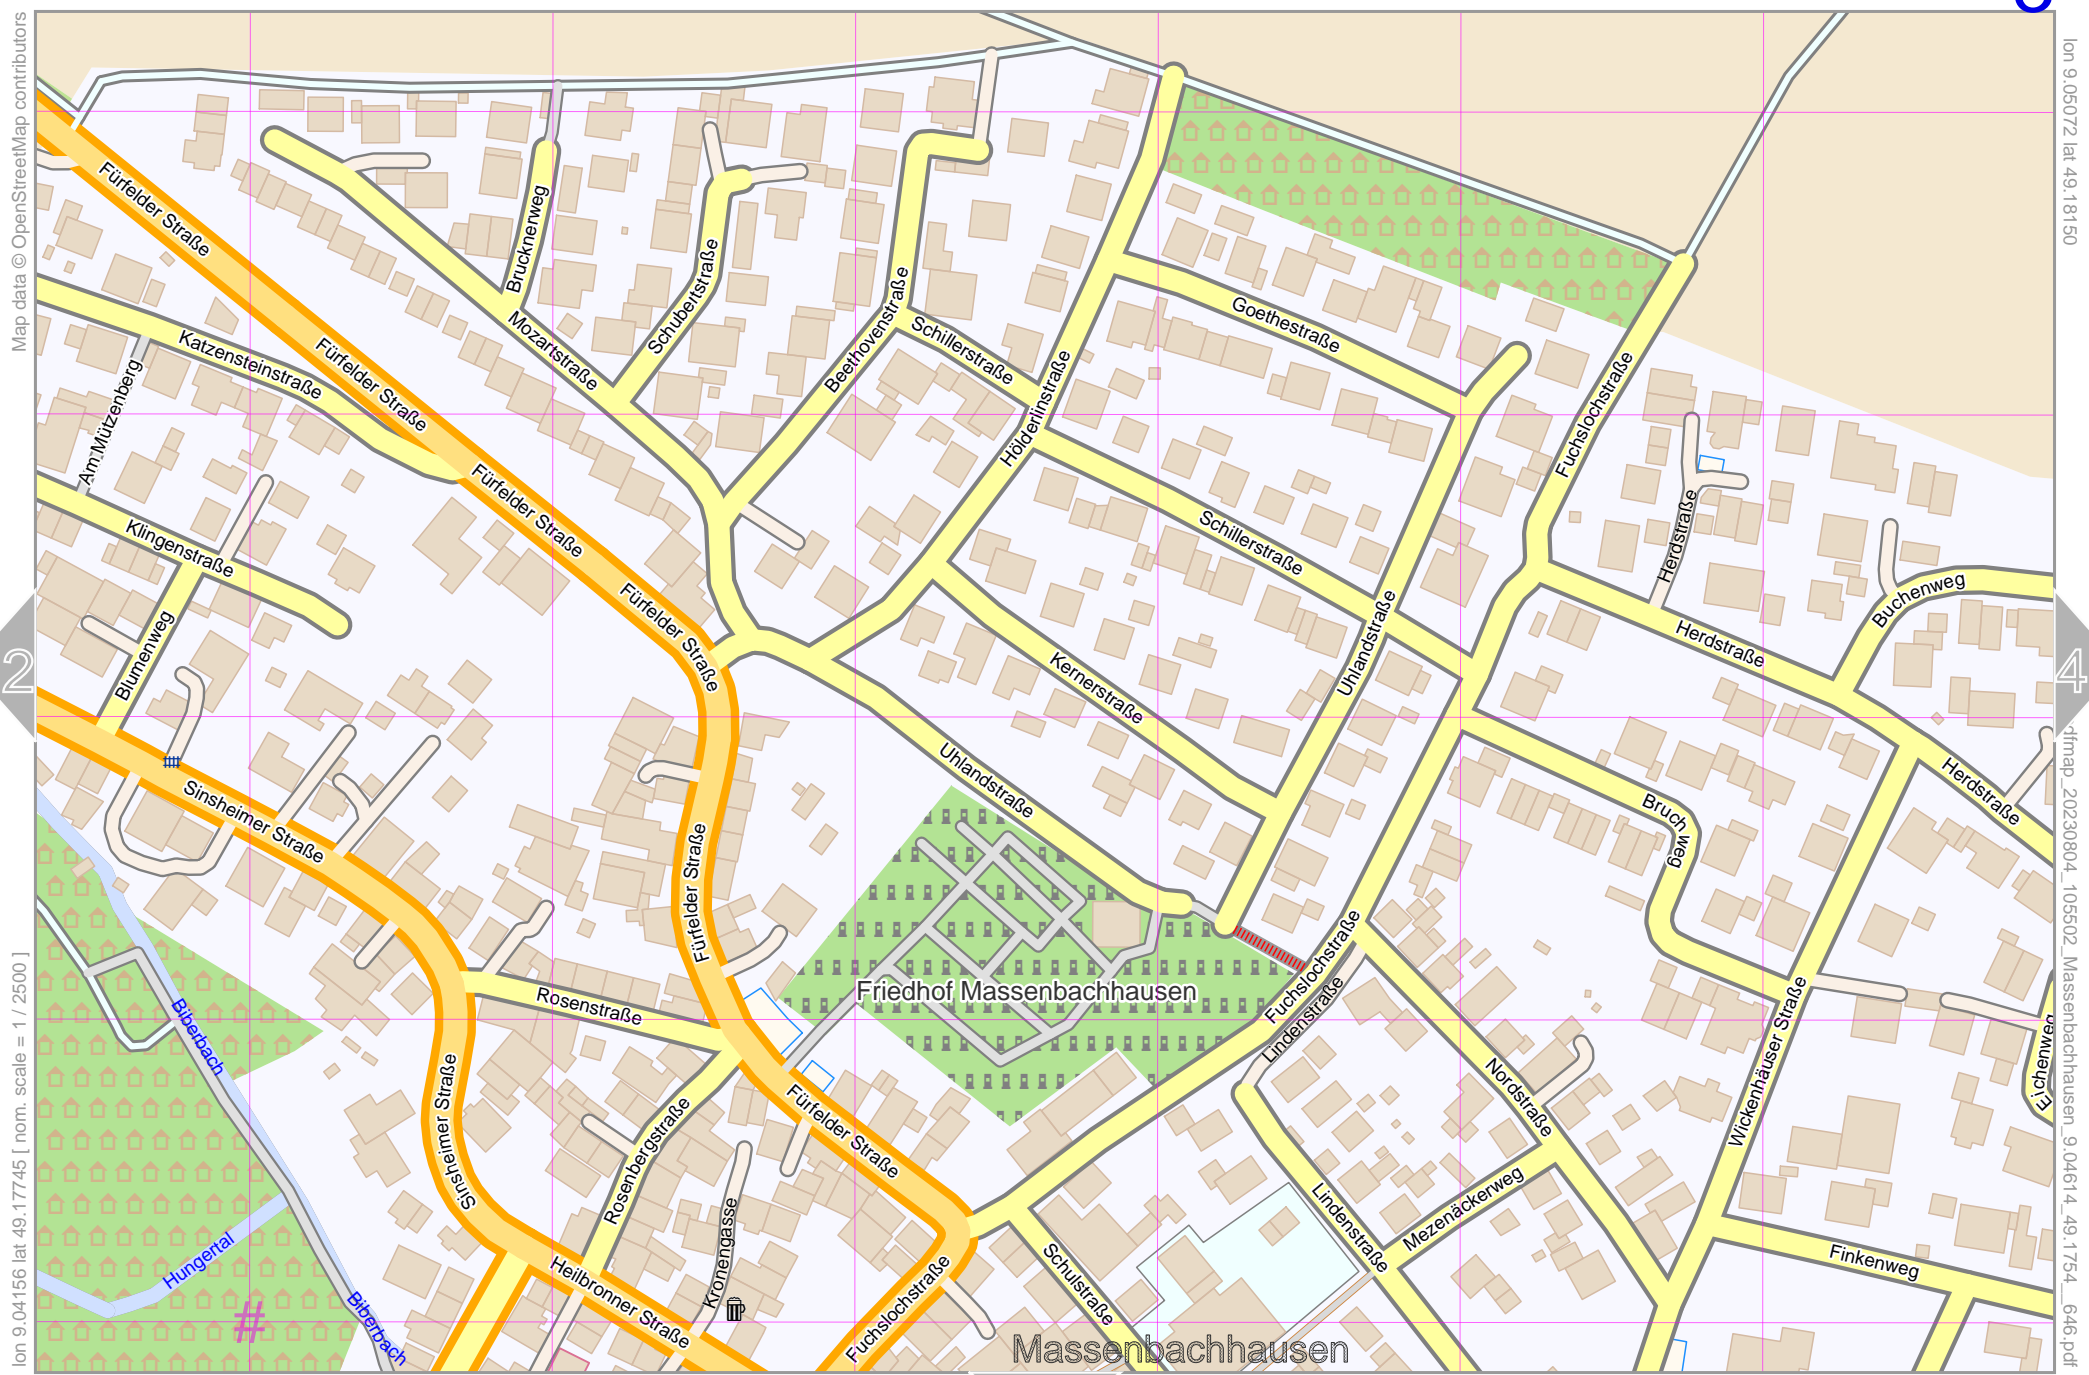 Map data © OpenStreetMap contributors
lon 9.05072 lat 49.18150
Fürfelder Straße
Brucknerweg
Schubertstraße
Beethovenstraße
Mozartstraße
Schillerstraße
Goethestraße
Hölderlinstraße
Fuchslochstraße
Katzensteinstraße
Fürfelder Straße
Am Mützenberg
Fürfelder Straße
Klingenstraße
Schillerstraße
Herdstraße
Buchenweg
Fürfelder Straße
Blumenweg
Kernerstraße
Uhlandstraße
Herdstraße
2
4
Sinsheimer Straße
Uhlandstraße
Bruchweg
Herdstraße
Fürfelder Straße
Friedhof Massenbachhausen
Fuchslochstraße
Lindenstraße
Rosenstraße
Biberbach
Sinsheimer Straße
Nordstraße
Wickenhäuser Straße
Eichenweg
Rosenbergstraße
Fürfelder Straße
Kronengasse
Mezenäckerweg
Lindenstraße
Hungertal
Schulstraße
Finkenweg
Heilbronner Straße
Fuchslochstraße
Biberbach
#
Massenbachhausen
lon 9.04156 lat 49.17745 [ nom. scale = 1 / 2500 ]
dfmap_20230804_105502_Massenbachhausen_9.04614_49.1754__646.pdf